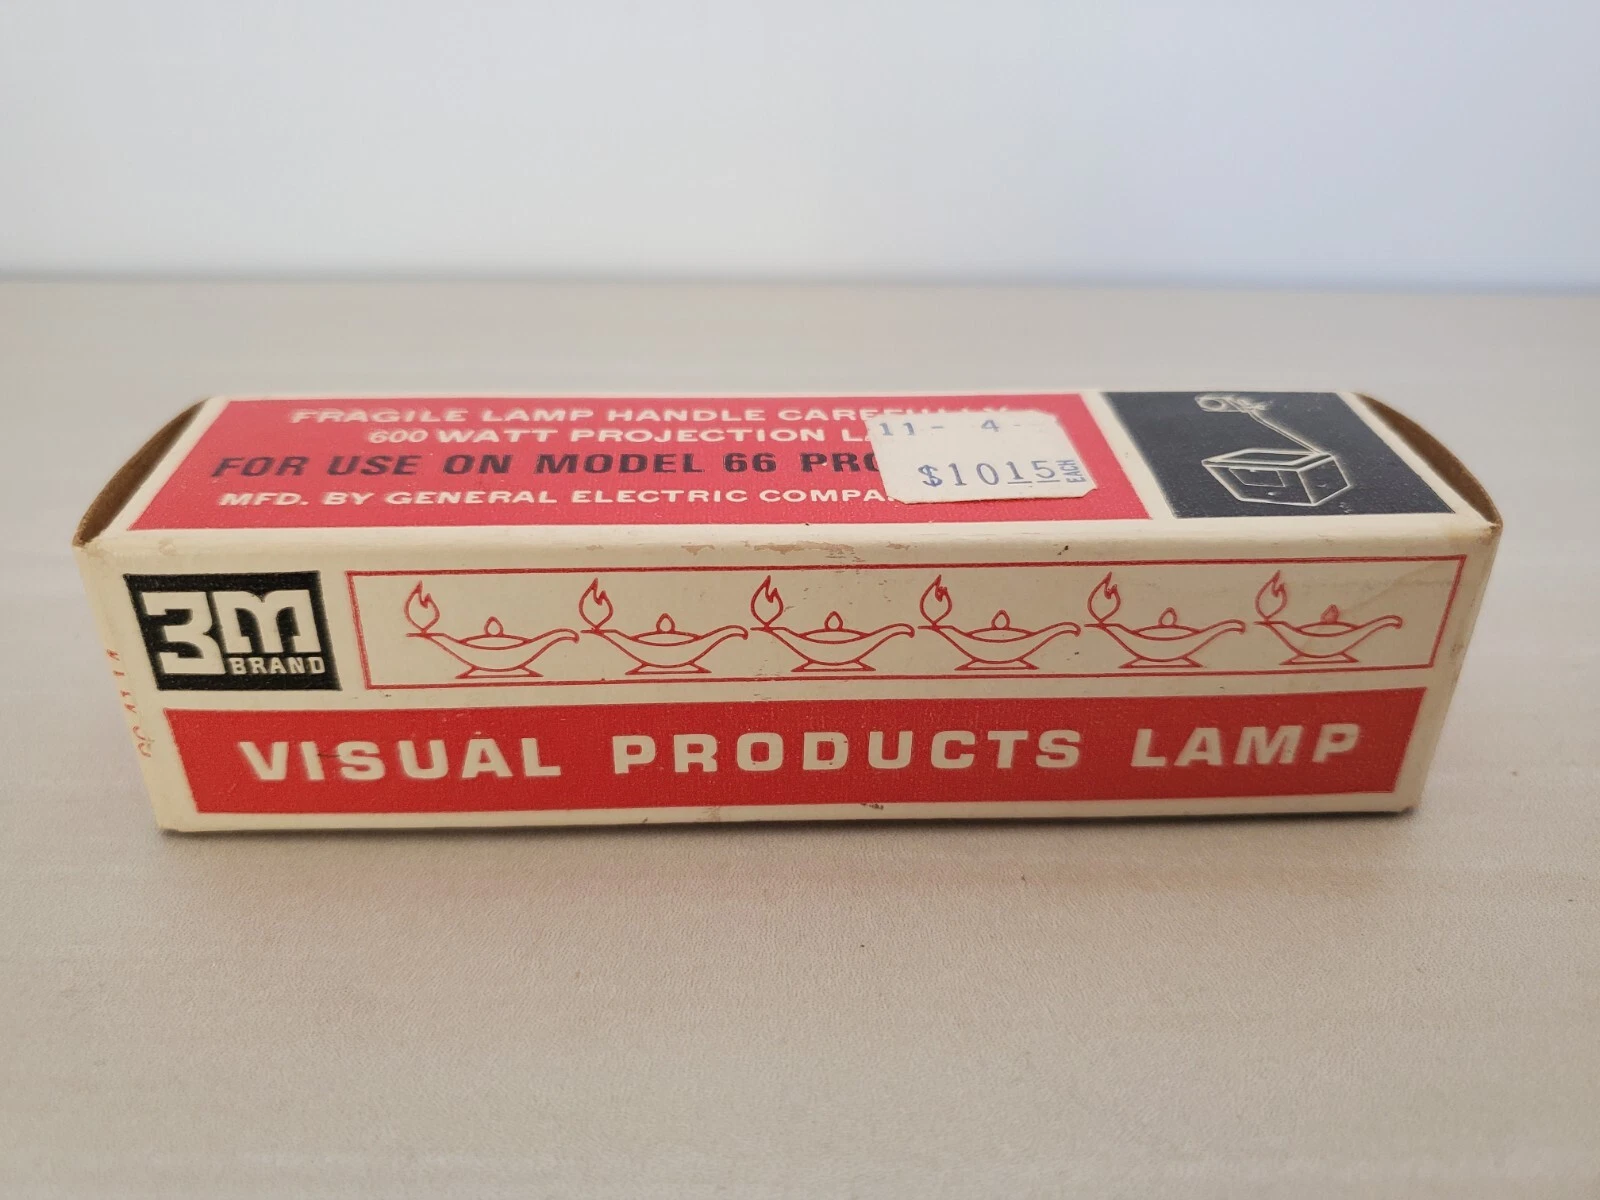 FRAGILE LAMP HANDLE CAREFULLY
600 WATT PROJECTION
FOR USE ON MODEL 66
MFD. BY GENERAL ELECTRIC
11- 4-
$10.15 EACH
3M
BRAND
VISUAL PRODUCTS LAMP